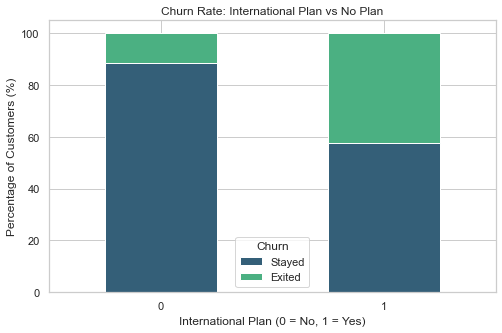 Churn Rate: International Plan vs No Plan
Percentage of Customers (%)
100
80
60
40
20
0
Churn
Stayed
Exited
0
1
International Plan (0 = No, 1 = Yes)